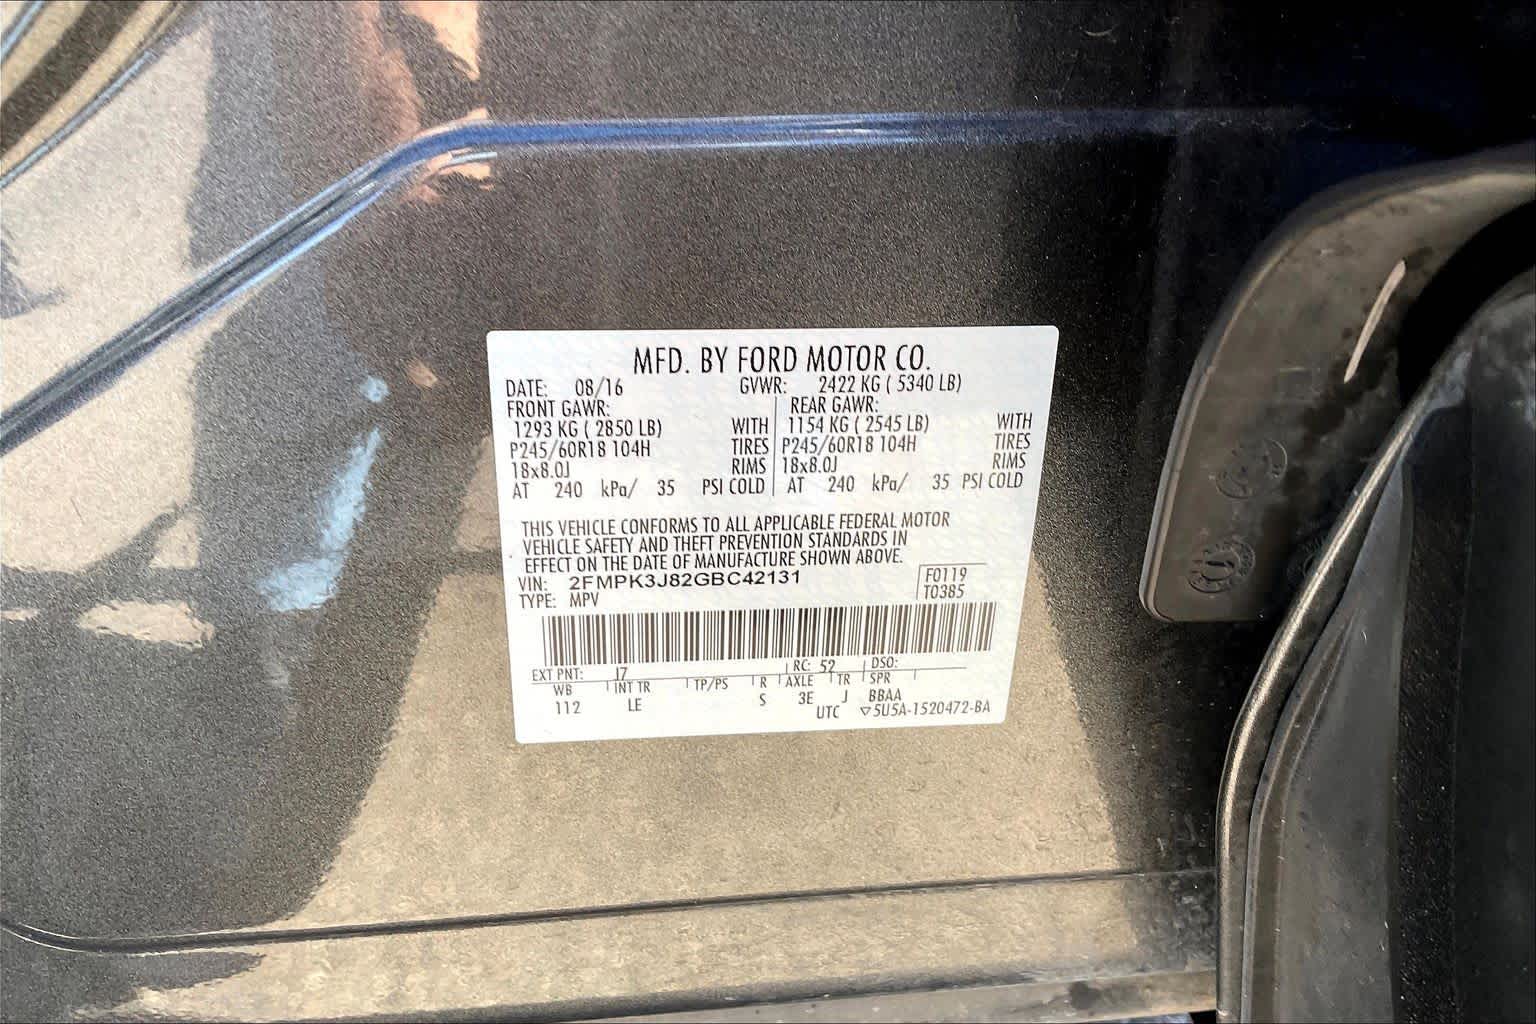 MFD. BY FORD MOTOR CO.
DATE: 08/16 GVWR: 2422 KG ( 5340 LB)
FRONT GAWR: REAR GAWR:
1293 KG ( 2850 LB) WITH 1154 KG ( 2545 LB) WITH
P245/60R18 104H TIRES P245/60R18 104H TIRES
18x8.0J RIMS 18x8.0J RIMS
AT 240 kPa/ 35 PSI COLD AT 240 kPa/ 35 PSI COLD
THIS VEHICLE CONFORMS TO ALL APPLICABLE FEDERAL MOTOR
VEHICLE SAFETY AND THEFT PREVENTION STANDARDS IN
EFFECT ON THE DATE OF MANUFACTURE SHOWN ABOVE.
VIN: 2FMPK3J82GBC42131 F0119
TYPE: MPV T0385
EXT PNT: J7 RC: 52 DSO:
WB INT TR TP/PS R AXLE TR SPR
112 LE S 3E J BBAA
UTC ▽5U5A-1520472-BA